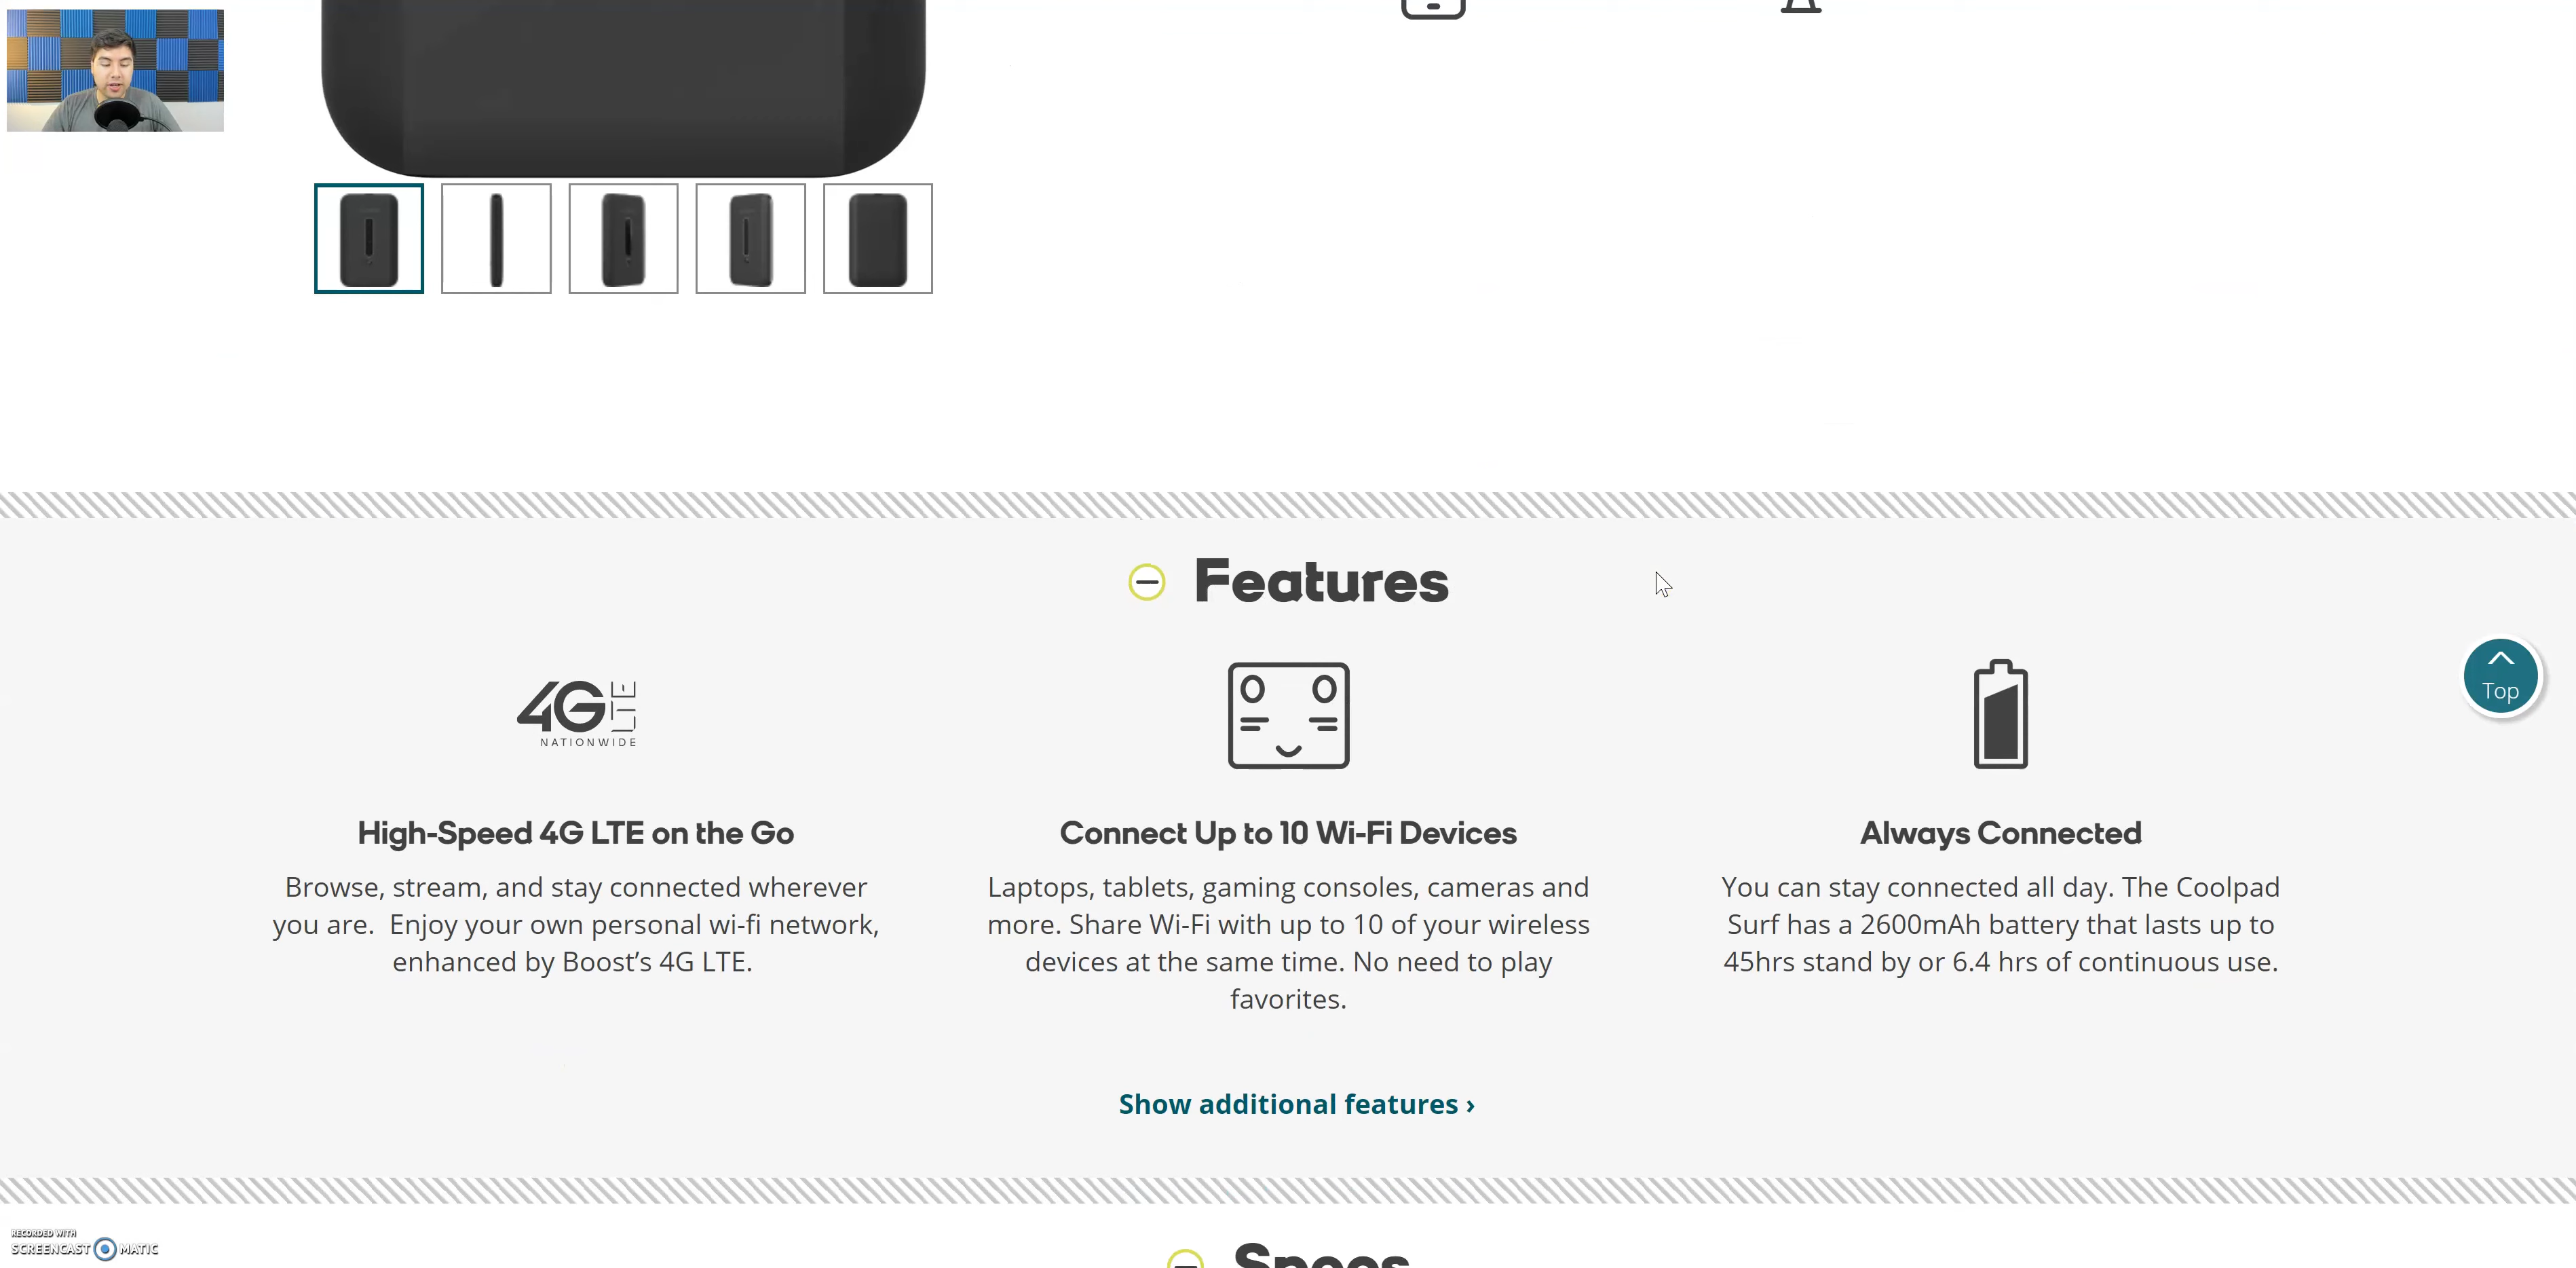 Features
4G LTE
NATIONWIDE
High-Speed 4G LTE on the Go
Browse, stream, and stay connected wherever
you are.  Enjoy your own personal wi-fi network,
enhanced by Boost’s 4G LTE.
Connect Up to 10 Wi-Fi Devices
Laptops, tablets, gaming consoles, cameras and
more. Share Wi-Fi with up to 10 of your wireless
devices at the same time. No need to play
favorites.
Always Connected
You can stay connected all day. The Coolpad
Surf has a 2600mAh battery that lasts up to
45hrs stand by or 6.4 hrs of continuous use.
Top
Show additional features ›
Specs
RECORDED WITH
SCREENCAST MATIC